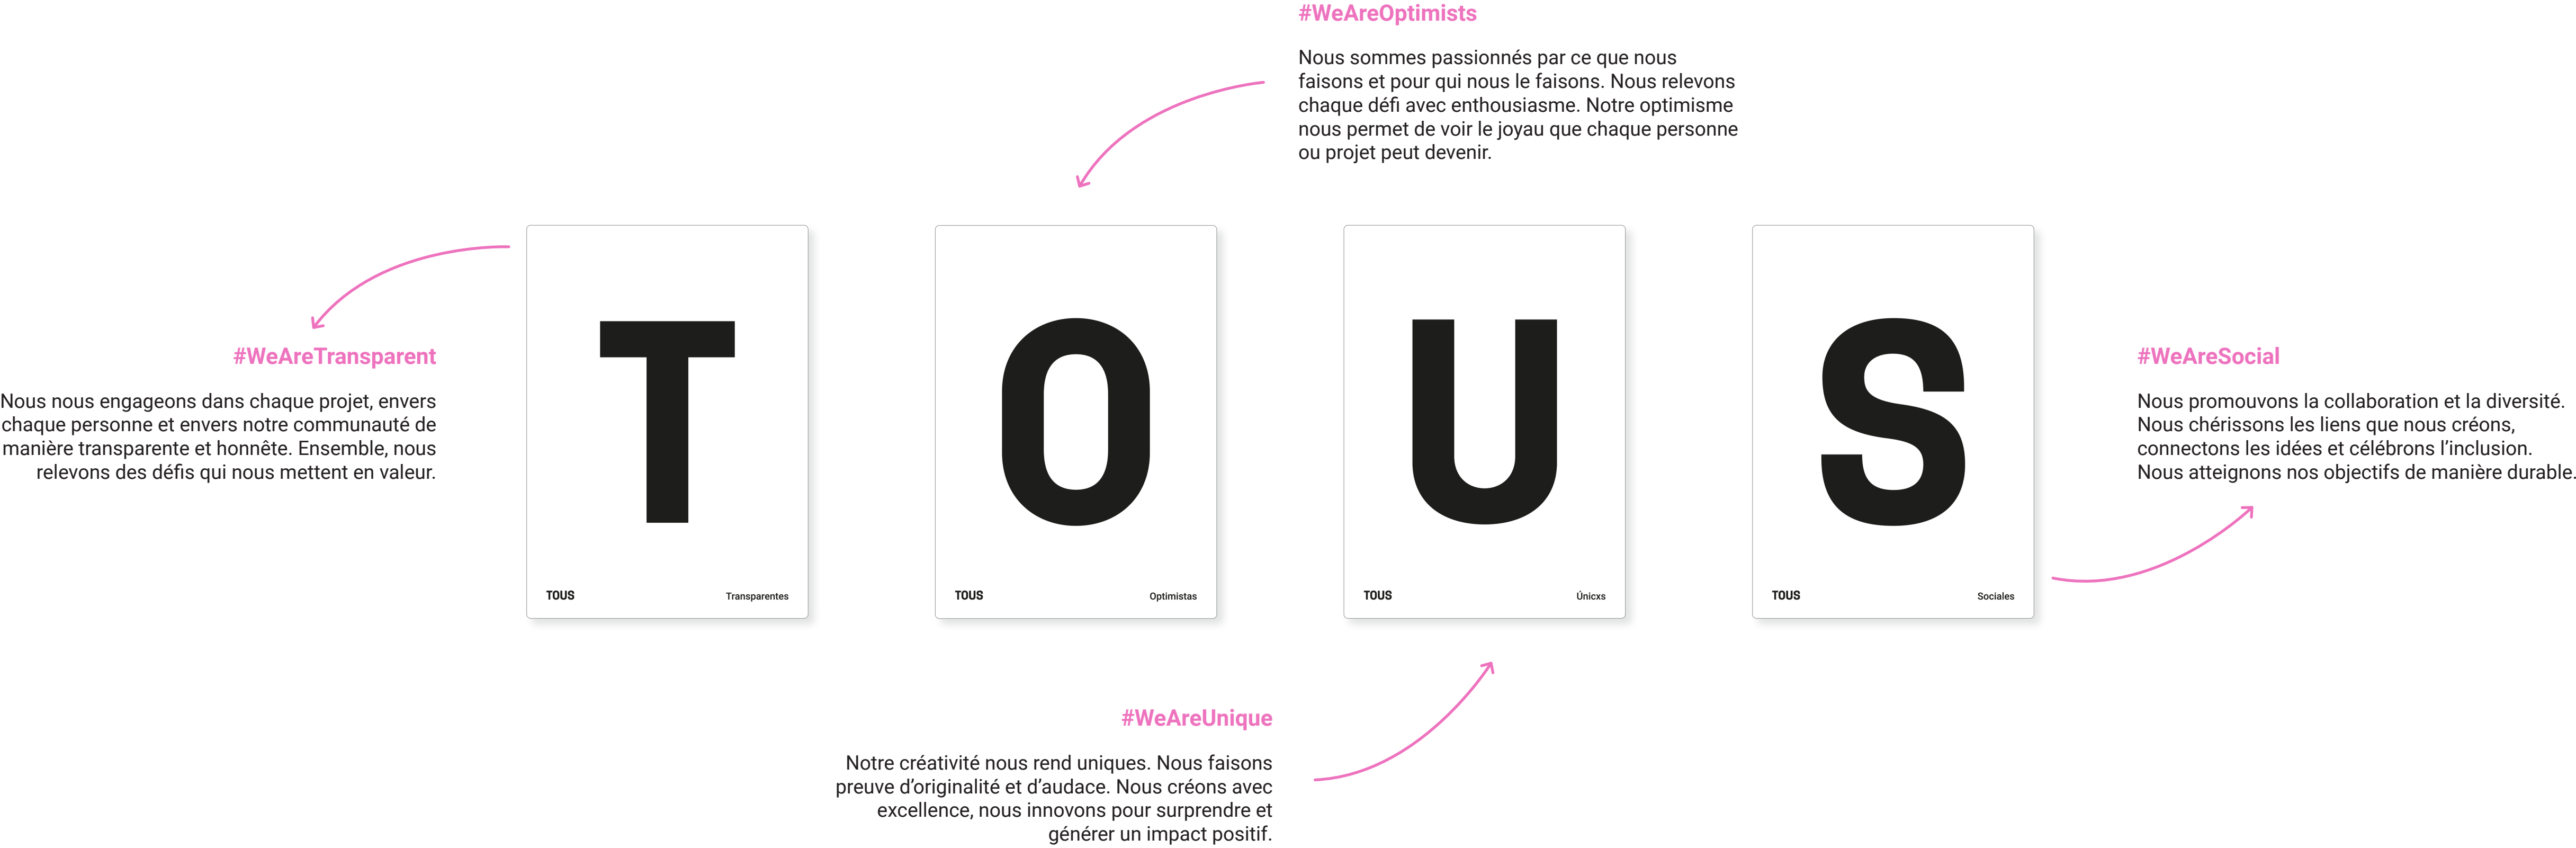 #WeAreOptimists
Nous sommes passionnés par ce que nous
faisons et pour qui nous le faisons. Nous relevons
chaque défi avec enthousiasme. Notre optimisme
nous permet de voir le joyau que chaque personne
ou projet peut devenir.
#WeAreTransparent
Nous nous engageons dans chaque projet, envers
chaque personne et envers notre communauté de
manière transparente et honnête. Ensemble, nous
relevons des défis qui nous mettent en valeur.
T
TOUS
Transparentes
O
TOUS
Optimistas
U
TOUS
Únicxs
S
TOUS
Sociales
#WeAreSocial
Nous promouvons la collaboration et la diversité.
Nous chérissons les liens que nous créons,
connectons les idées et célébrons l’inclusion.
Nous atteignons nos objectifs de manière durable.
#WeAreUnique
Notre créativité nous rend uniques. Nous faisons
preuve d’originalité et d’audace. Nous créons avec
excellence, nous innovons pour surprendre et
générer un impact positif.